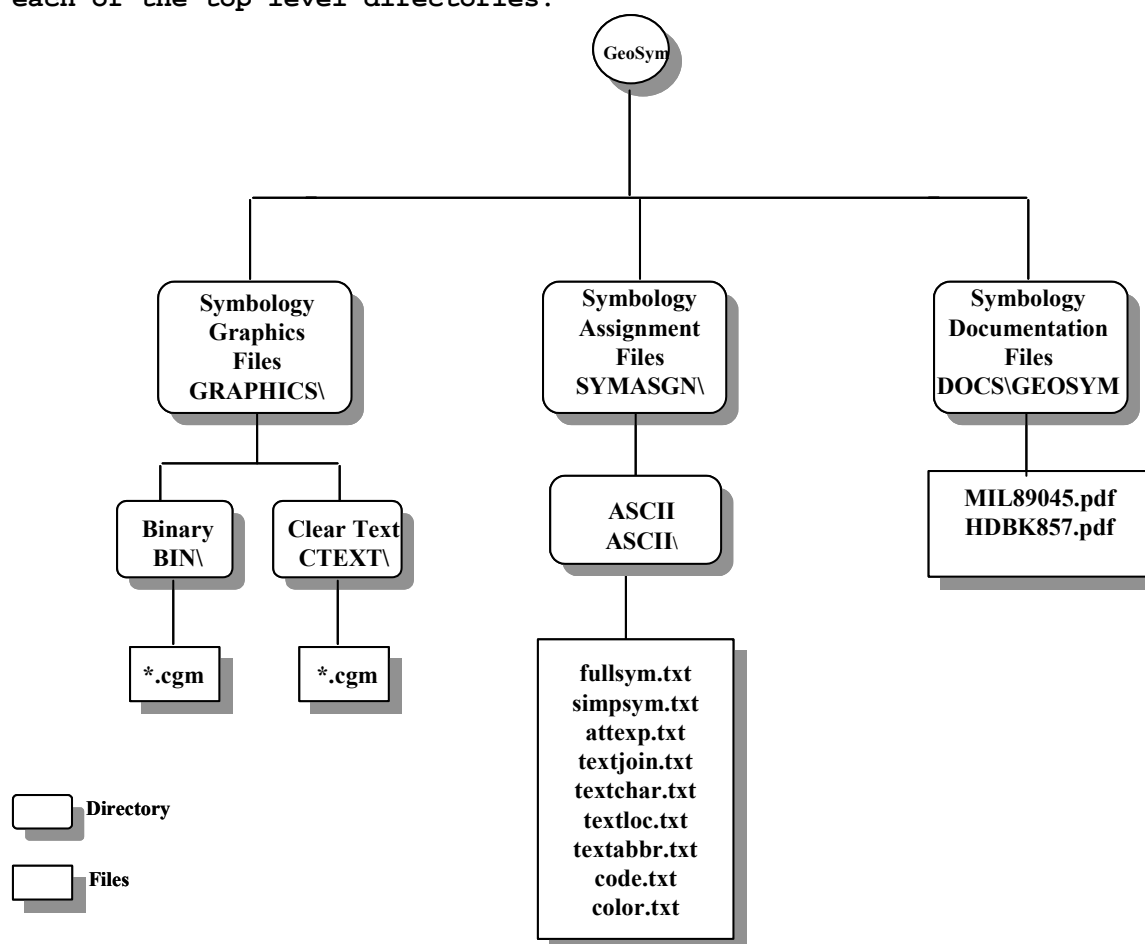 each of the top level directories.
GeoSym
Symbology
Graphics
Files
GRAPHICS\
Symbology
Assignment
Files
SYMASGN\
Symbology
Documentation
Files
DOCS\GEOSYM
Binary
BIN\
Clear Text
CTEXT\
ASCII
ASCII\
MIL89045.pdf
HDBK857.pdf
*.cgm
*.cgm
fullsym.txt
simpsym.txt
attexp.txt
textjoin.txt
textchar.txt
textloc.txt
textabbr.txt
code.txt
color.txt
Directory
Files